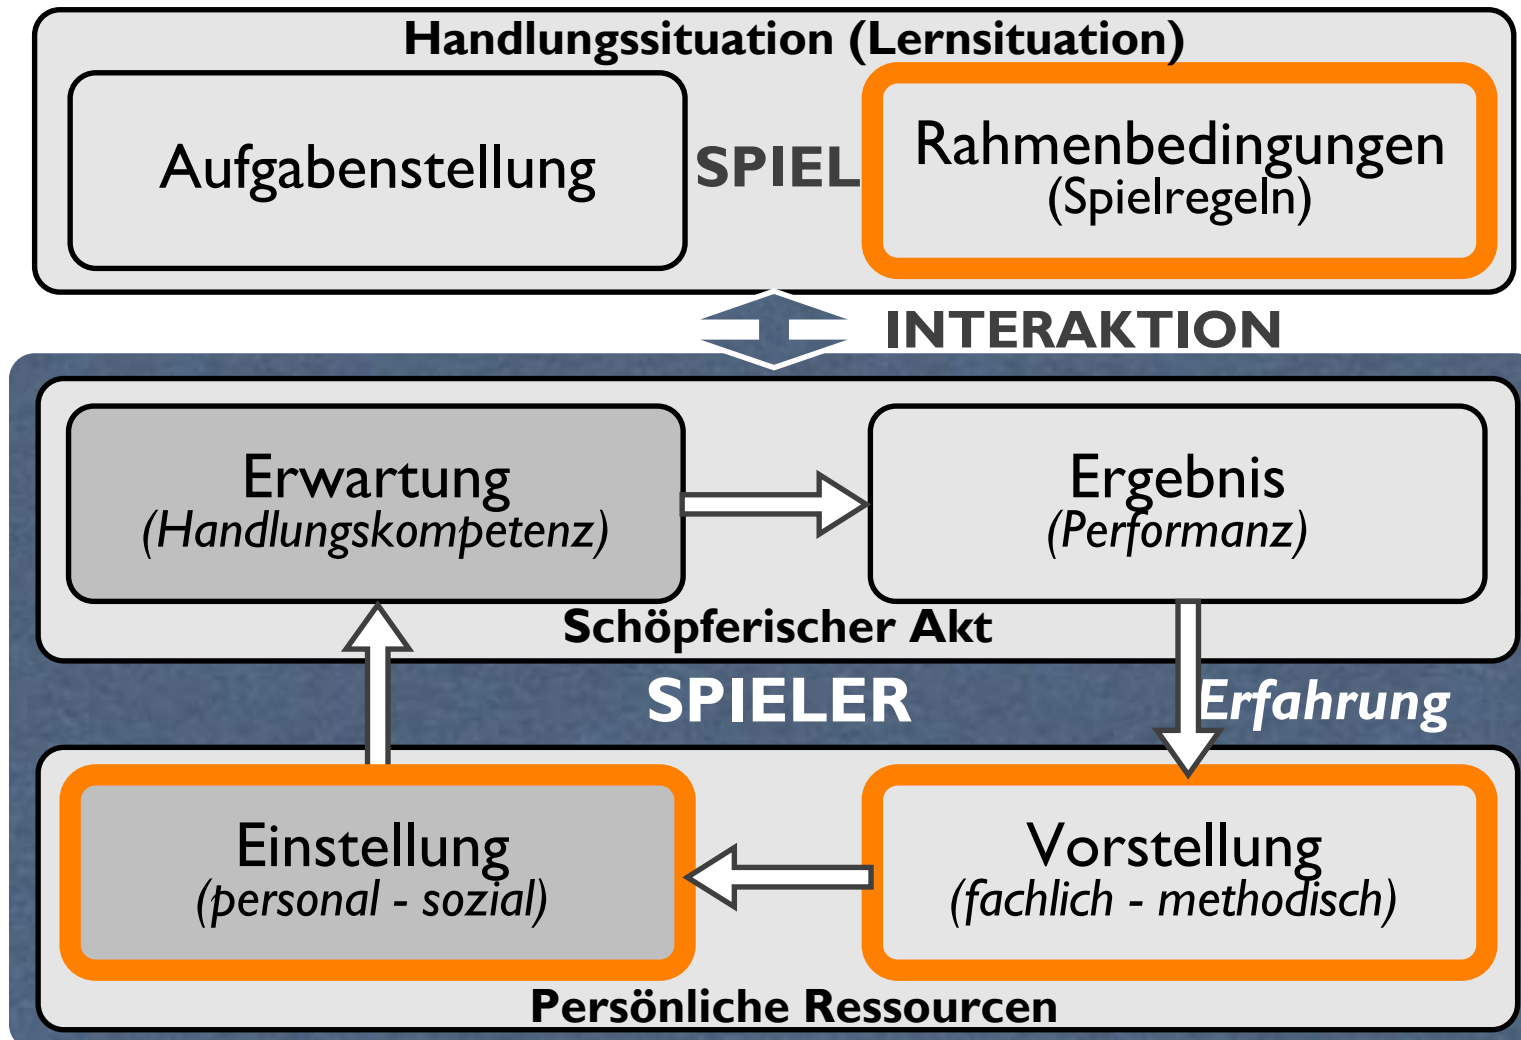 Handlungssituation (Lernsituation)
Aufgabenstellung
SPIEL
Rahmenbedingungen
(Spielregeln)
INTERAKTION
Erwartung
(Handlungskompetenz)
Ergebnis
(Performanz)
Schöpferischer Akt
SPIELER
Erfahrung
Einstellung
(personal - sozial)
Vorstellung
(fachlich - methodisch)
Persönliche Ressourcen